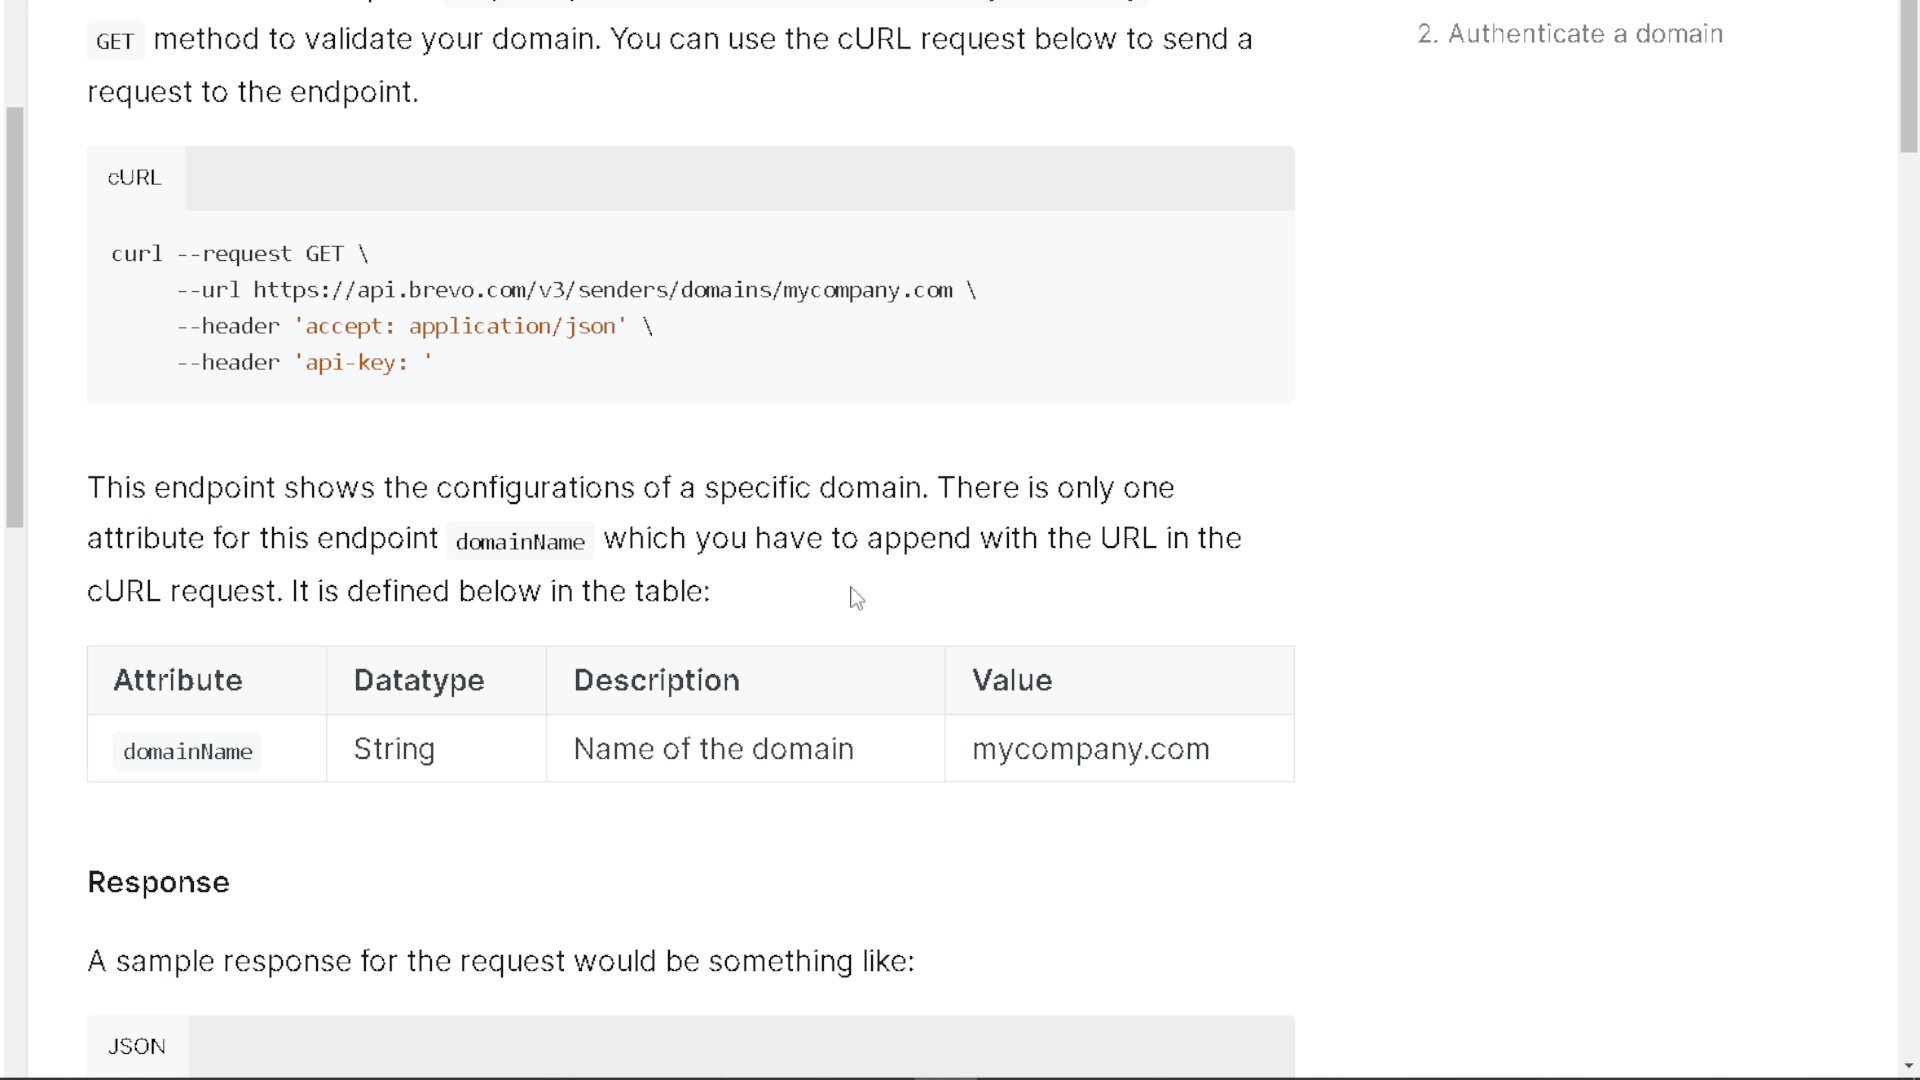 GET method to validate your domain. You can use the cURL request below to send a
request to the endpoint.
2. Authenticate a domain
cURL
curl --request GET \
--url https://api.brevo.com/v3/senders/domains/mycompany.com \
--header 'accept: application/json' \
--header 'api-key: '
This endpoint shows the configurations of a specific domain. There is only one
attribute for this endpoint domainName which you have to append with the URL in the
cURL request. It is defined below in the table:
Attribute Datatype Description Value
domainName String Name of the domain mycompany.com
Response
A sample response for the request would be something like:
JSON